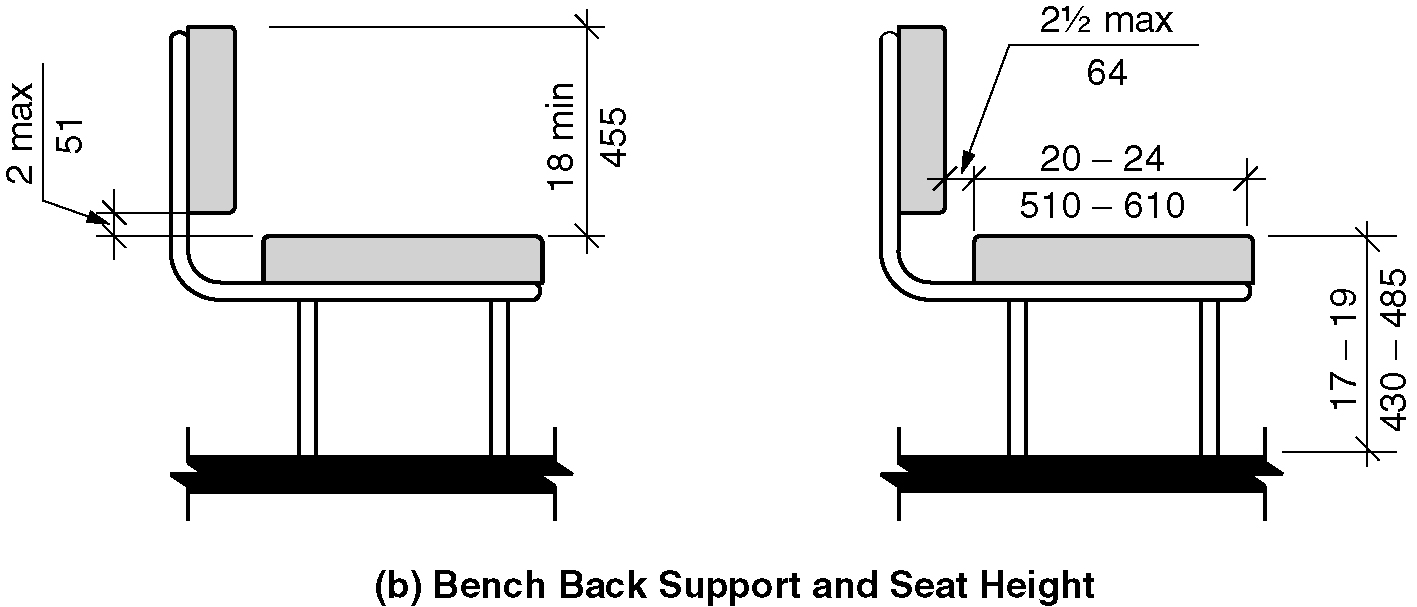 2 max
51
18 min
455
2½ max
64
20 – 24
510 – 610
17 – 19
430 – 485
(b) Bench Back Support and Seat Height